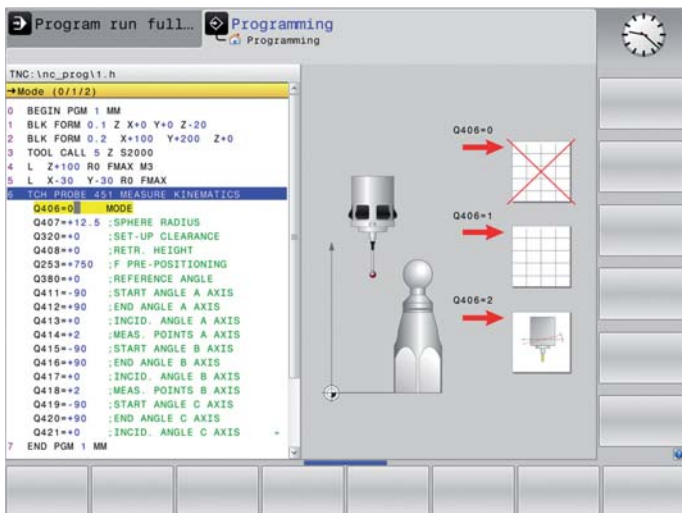 Program run full…
Programming
Programming
TNC:\nc_prog\1.h
→Mode (0/1/2)
0 BEGIN PGM 1 MM
1 BLK FORM 0.1 Z X+0 Y+0 Z-20
2 BLK FORM 0.2 X+100 Y+200 Z+0
3 TOOL CALL 5 Z S2000
4 L Z+100 R0 FMAX M3
5 L X-30 Y-30 R0 FMAX
6 TCH PROBE 451 MEASURE KINEMATICS
Q406=0 MODE
Q407=+12.5 ;SPHERE RADIUS
Q320=+0 ;SET-UP CLEARANCE
Q408=+0 ;RETR. HEIGHT
Q253=+750 ;F PRE-POSITIONING
Q380=+0 ;REFERENCE ANGLE
Q411=-90 ;START ANGLE A AXIS
Q412=+90 ;END ANGLE A AXIS
Q413=+0 ;INCID. ANGLE A AXIS
Q414=+2 ;MEAS. POINTS A AXIS
Q415=-90 ;START ANGLE B AXIS
Q416=+90 ;END ANGLE B AXIS
Q417=+0 ;INCID. ANGLE B AXIS
Q418=+2 ;MEAS. POINTS B AXIS
Q419=-90 ;START ANGLE C AXIS
Q420=+90 ;END ANGLE C AXIS
Q421=+0 ;INCID. ANGLE C AXIS
7 END PGM 1 MM
Q406=0
Q406=1
Q406=2